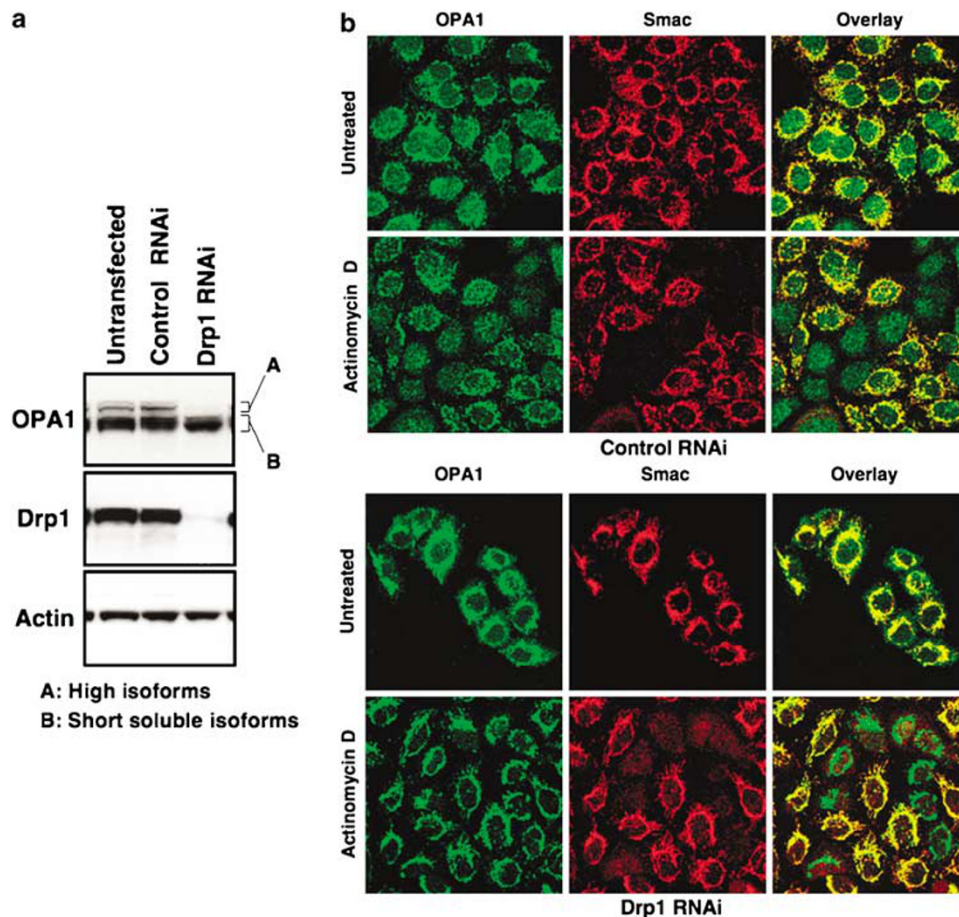 a
Untransfected
Control RNAi
Drp1 RNAi
OPA1
A
B
Drp1
Actin
A: High isoforms
B: Short soluble isoforms
b
OPA1 Smac Overlay
Untreated
Actinomycin D
Control RNAi
OPA1 Smac Overlay
Untreated
Actinomycin D
Drp1 RNAi